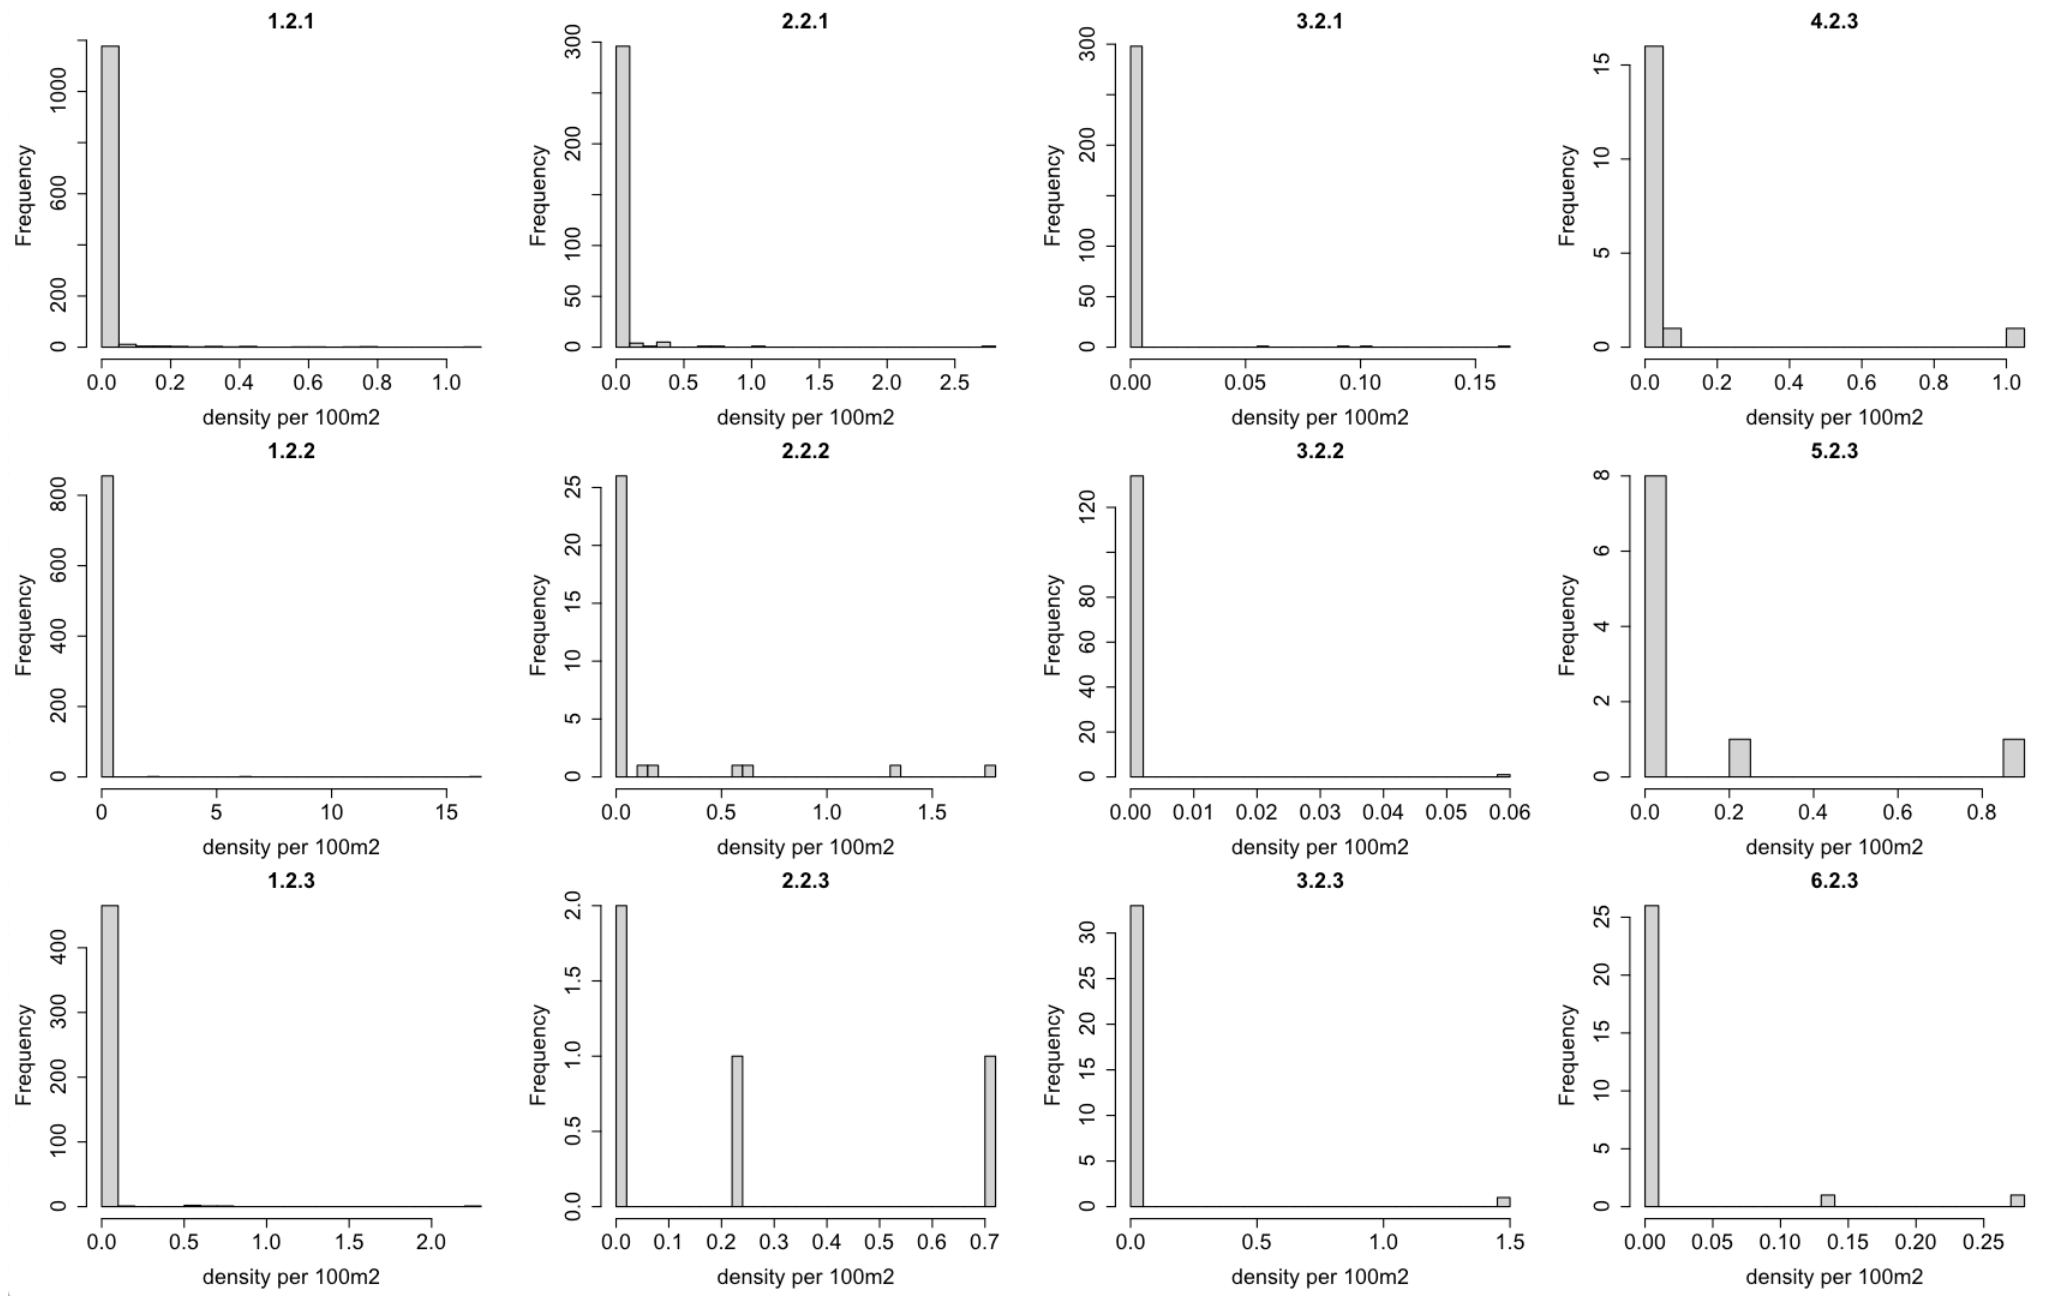 1.2.1
Frequency
0 200 600 1000
0.0 0.2 0.4 0.6 0.8 1.0
density per 100m2
2.2.1
Frequency
0 50 100 200 300
0.0 0.5 1.0 1.5 2.0 2.5
density per 100m2
3.2.1
Frequency
0 50 100 200 300
0.00 0.05 0.10 0.15
density per 100m2
4.2.3
Frequency
0 5 10 15
0.0 0.2 0.4 0.6 0.8 1.0
density per 100m2
1.2.2
Frequency
0 200 400 600 800
0 5 10 15
density per 100m2
2.2.2
Frequency
0 5 10 15 20 25
0.0 0.5 1.0 1.5
density per 100m2
3.2.2
Frequency
0 20 40 60 80 120
0.00 0.01 0.02 0.03 0.04 0.05 0.06
density per 100m2
5.2.3
Frequency
0 2 4 6 8
0.0 0.2 0.4 0.6 0.8
density per 100m2
1.2.3
Frequency
0 100 200 300 400
0.0 0.5 1.0 1.5 2.0
density per 100m2
2.2.3
Frequency
0.0 0.5 1.0 1.5 2.0
0.0 0.1 0.2 0.3 0.4 0.5 0.6 0.7
density per 100m2
3.2.3
Frequency
0 5 10 15 20 25 30
0.0 0.5 1.0 1.5
density per 100m2
6.2.3
Frequency
0 5 10 15 20 25
0.00 0.05 0.10 0.15 0.20 0.25
density per 100m2